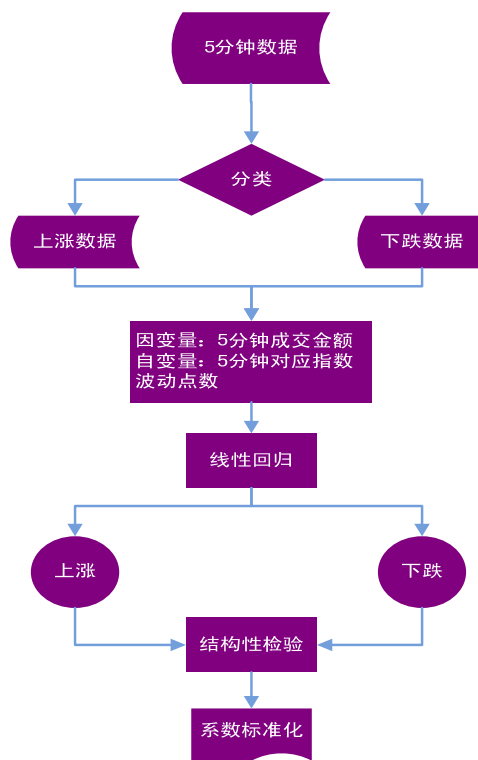 5分钟数据
分类
上涨数据
下跌数据
因变量：5分钟成交金额
自变量：5分钟对应指数
波动点数
线性回归
上涨
下跌
结构性检验
系数标准化